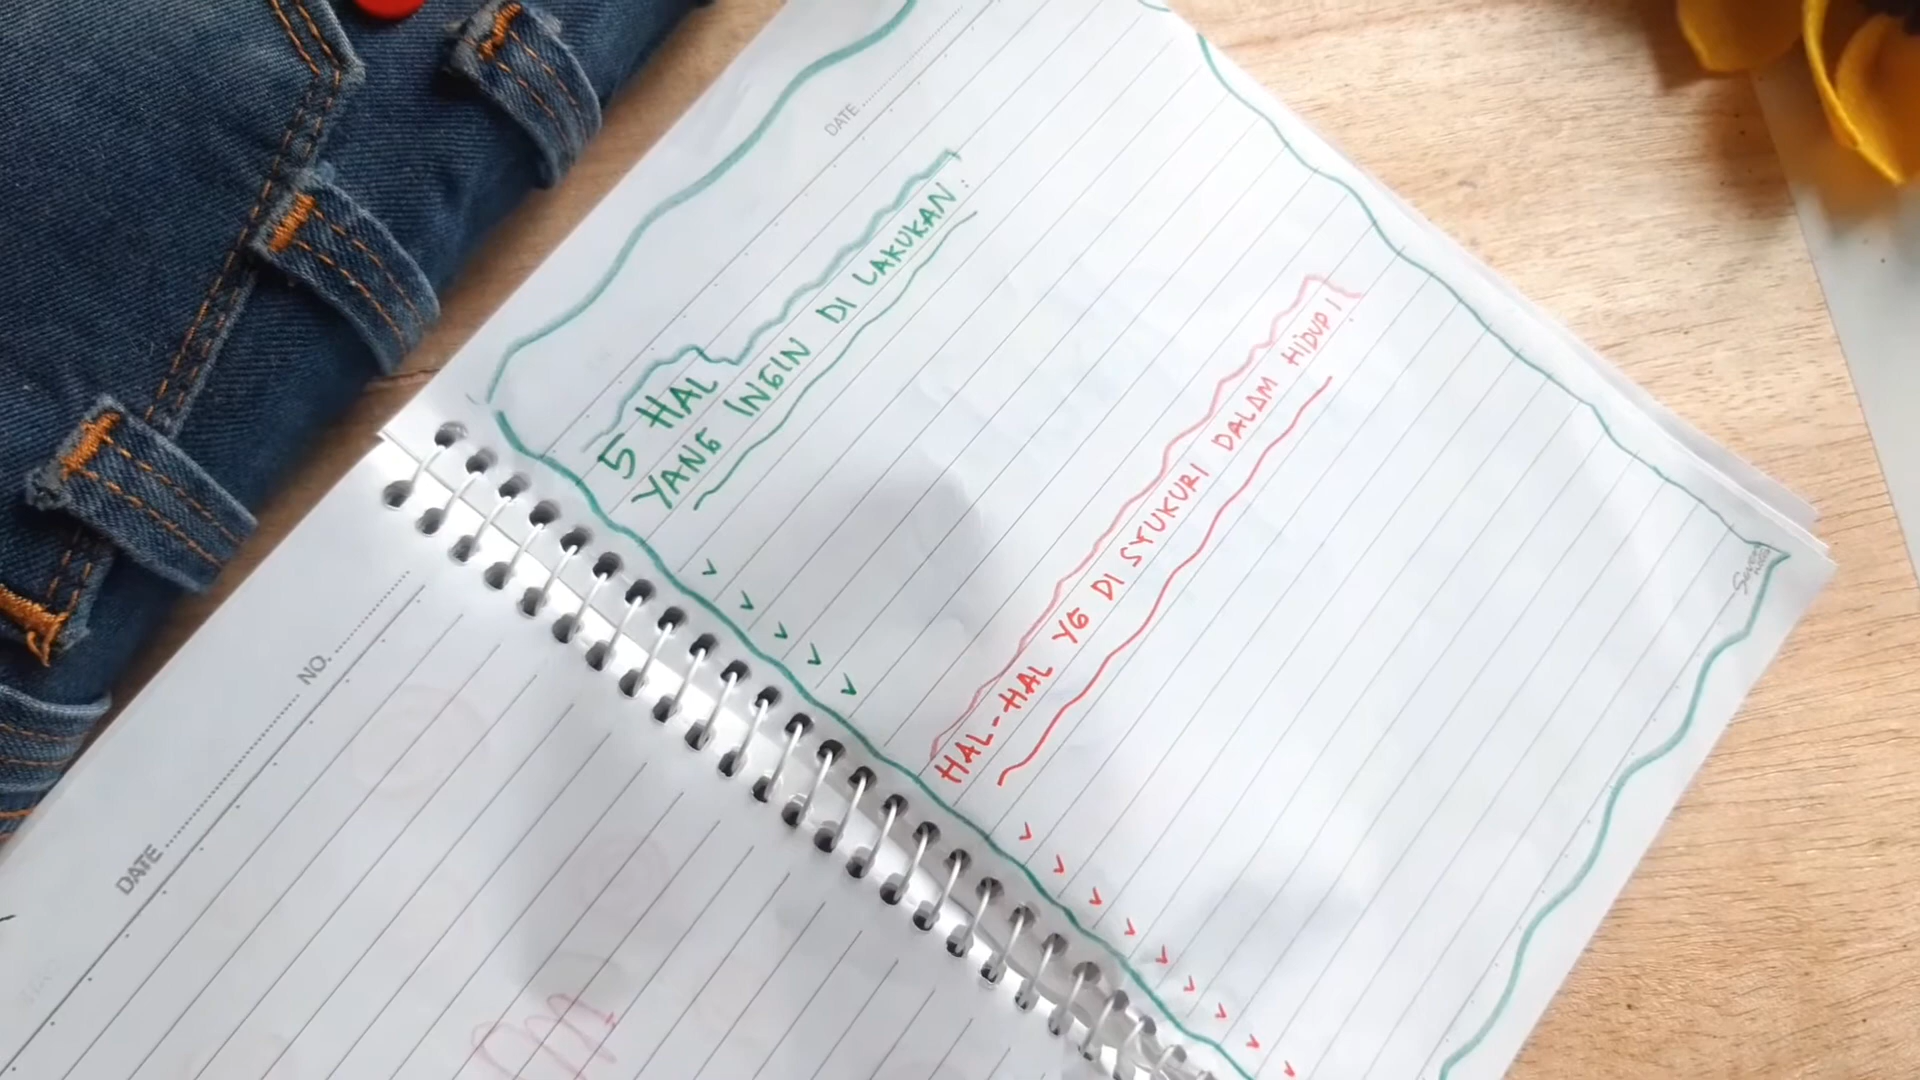 DATE
5 HAL
YANG INGIN DI LAKUKAN :
HAL-HAL YG DI SYUKURI DALAM HIDUP !
NO.
DATE